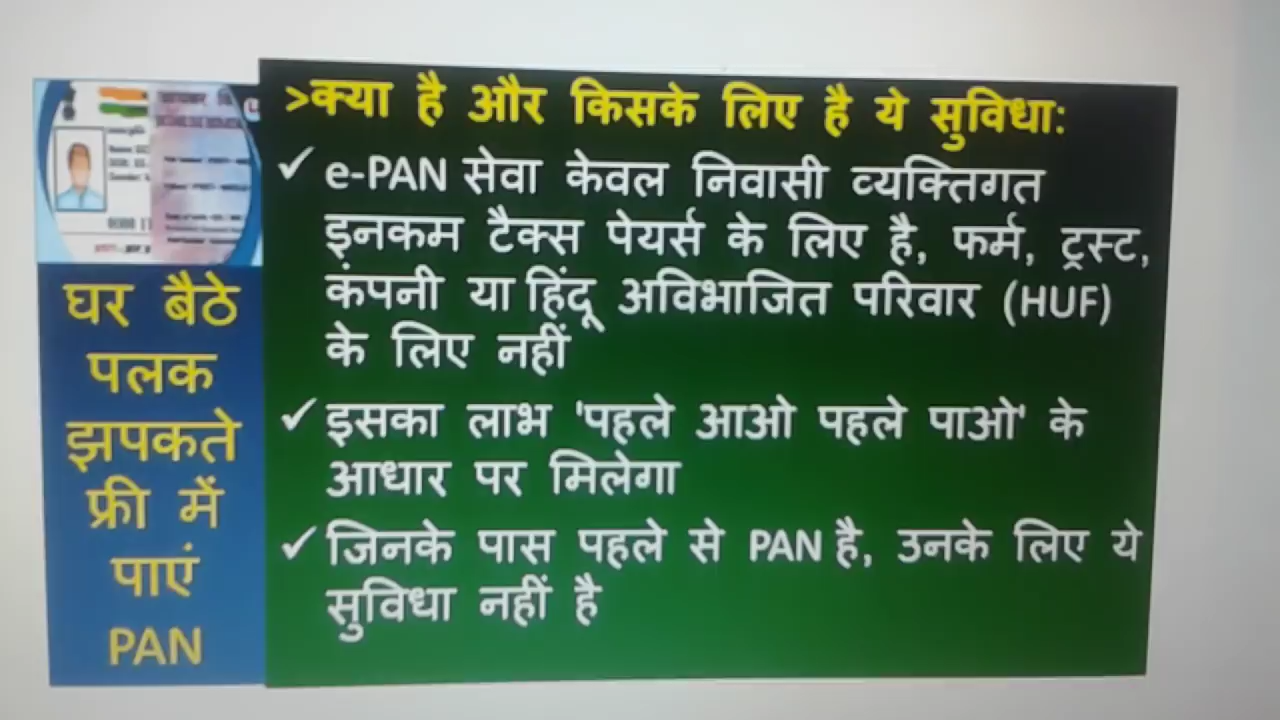 घर बैठे
पलक
झपकते
फ्री में
पाएं
PAN
>क्या है और किसके लिए है ये सुविधा:
✓ e-PAN सेवा केवल निवासी व्यक्तिगत
इनकम टैक्स पेयर्स के लिए है, फर्म, ट्रस्ट,
कंपनी या हिंदू अविभाजित परिवार (HUF)
के लिए नहीं
✓ इसका लाभ 'पहले आओ पहले पाओ' के
आधार पर मिलेगा
✓ जिनके पास पहले से PAN है, उनके लिए ये
सुविधा नहीं है